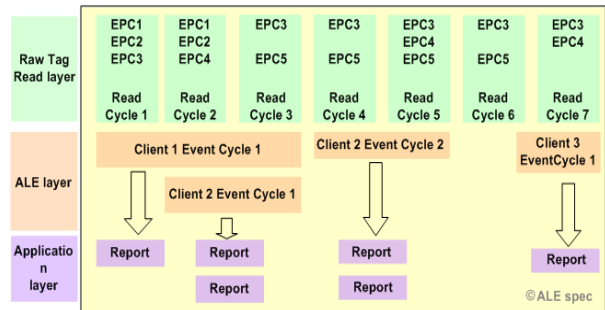 Raw Tag
Read layer
EPC1
EPC2
EPC3
Read
Cycle 1
EPC1
EPC2
EPC4
Read
Cycle 2
EPC3
EPC5
Read
Cycle 3
EPC3
EPC5
Read
Cycle 4
EPC3
EPC4
EPC5
Read
Cycle 5
EPC3
EPC5
Read
Cycle 6
EPC3
EPC4
Read
Cycle 7
ALE layer
Client 1 Event Cycle 1
Client 2 Event Cycle 2
Client 3
EventCycle 1
Client 2 Event Cycle 1
Applicatio
n
layer
Report
Report
Report
Report
Report
Report
©ALE spec